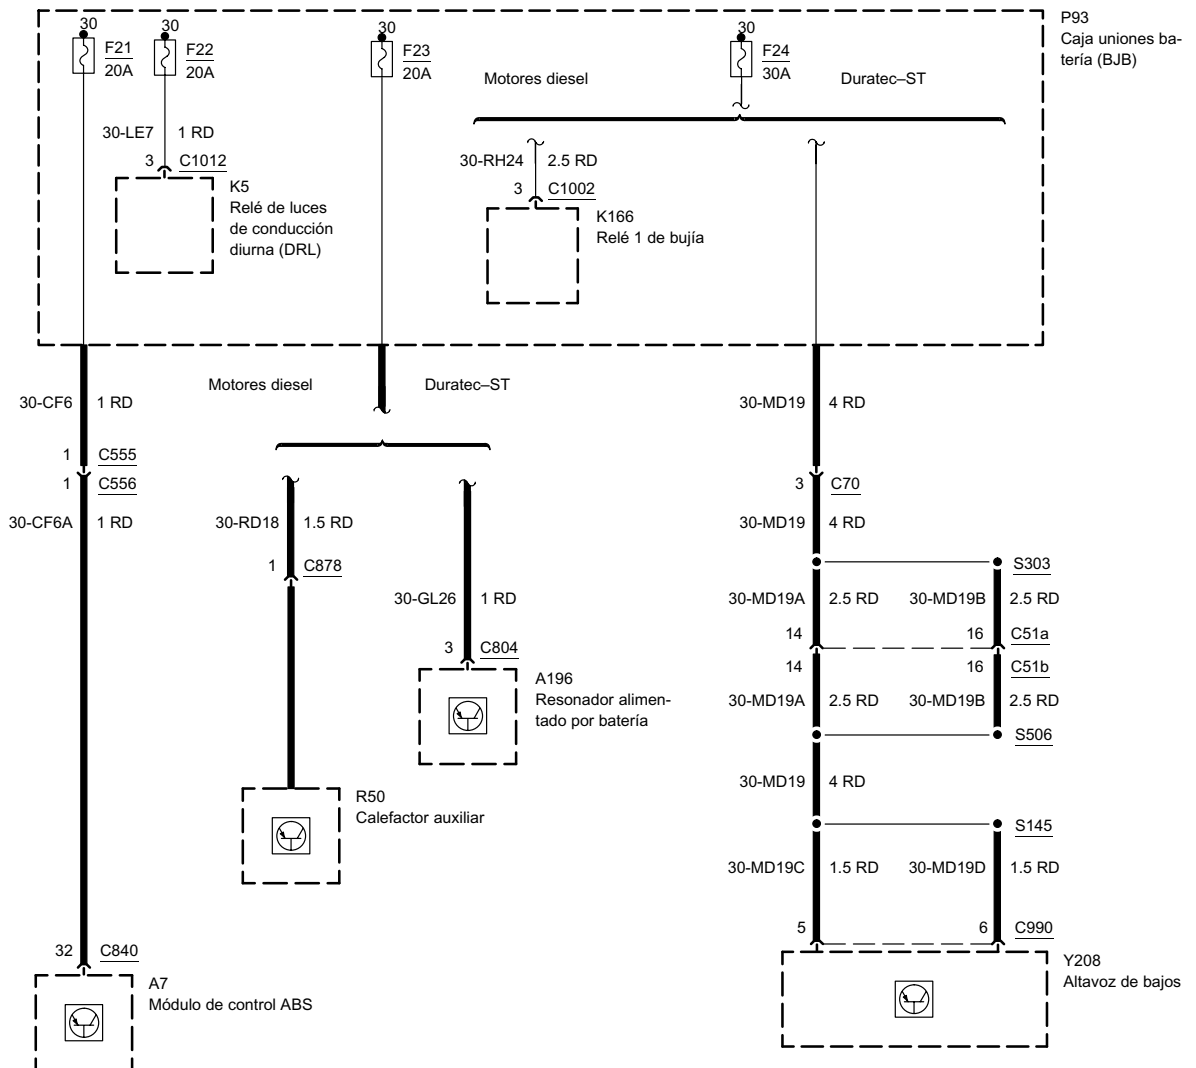 P93
Caja uniones ba-
tería (BJB)
30
F21
20A
30
F22
20A
30
F23
20A
30
F24
30A
Motores diesel
Duratec–ST
30-LE7 1 RD
3 C1012
K5
Relé de luces
de conducción
diurna (DRL)
30-RH24 2.5 RD
3 C1002
K166
Relé 1 de bujía
Motores diesel
Duratec–ST
30-CF6 1 RD
1 C555
1 C556
30-CF6A 1 RD
30-RD18 1.5 RD
1 C878
30-GL26 1 RD
3 C804
A196
Resonador alimen-
tado por batería
R50
Calefactor auxiliar
32 C840
A7
Módulo de control ABS
30-MD19 4 RD
3 C70
30-MD19 4 RD
S303
30-MD19A 2.5 RD 30-MD19B 2.5 RD
14 16 C51a
14 16 C51b
30-MD19A 2.5 RD 30-MD19B 2.5 RD
S506
30-MD19 4 RD
S145
30-MD19C 1.5 RD 30-MD19D 1.5 RD
5 6 C990
Y208
Altavoz de bajos